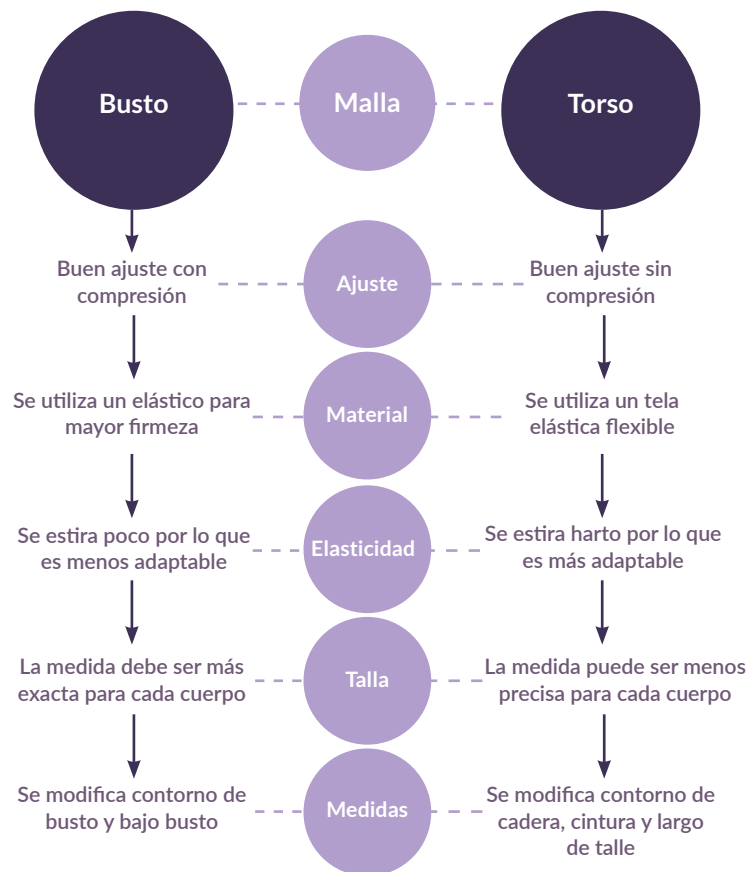 Busto
Malla
Torso
Buen ajuste con
compresión
Ajuste
Buen ajuste sin
compresión
Se utiliza un elástico para
mayor firmeza
Material
Se utiliza un tela
elástica flexible
Se estira poco por lo que
es menos adaptable
Elasticidad
Se estira harto por lo que
es más adaptable
La medida debe ser más
exacta para cada cuerpo
Talla
La medida puede ser menos
precisa para cada cuerpo
Se modifica contorno de
busto y bajo busto
Medidas
Se modifica contorno de
cadera, cintura y largo
de talle